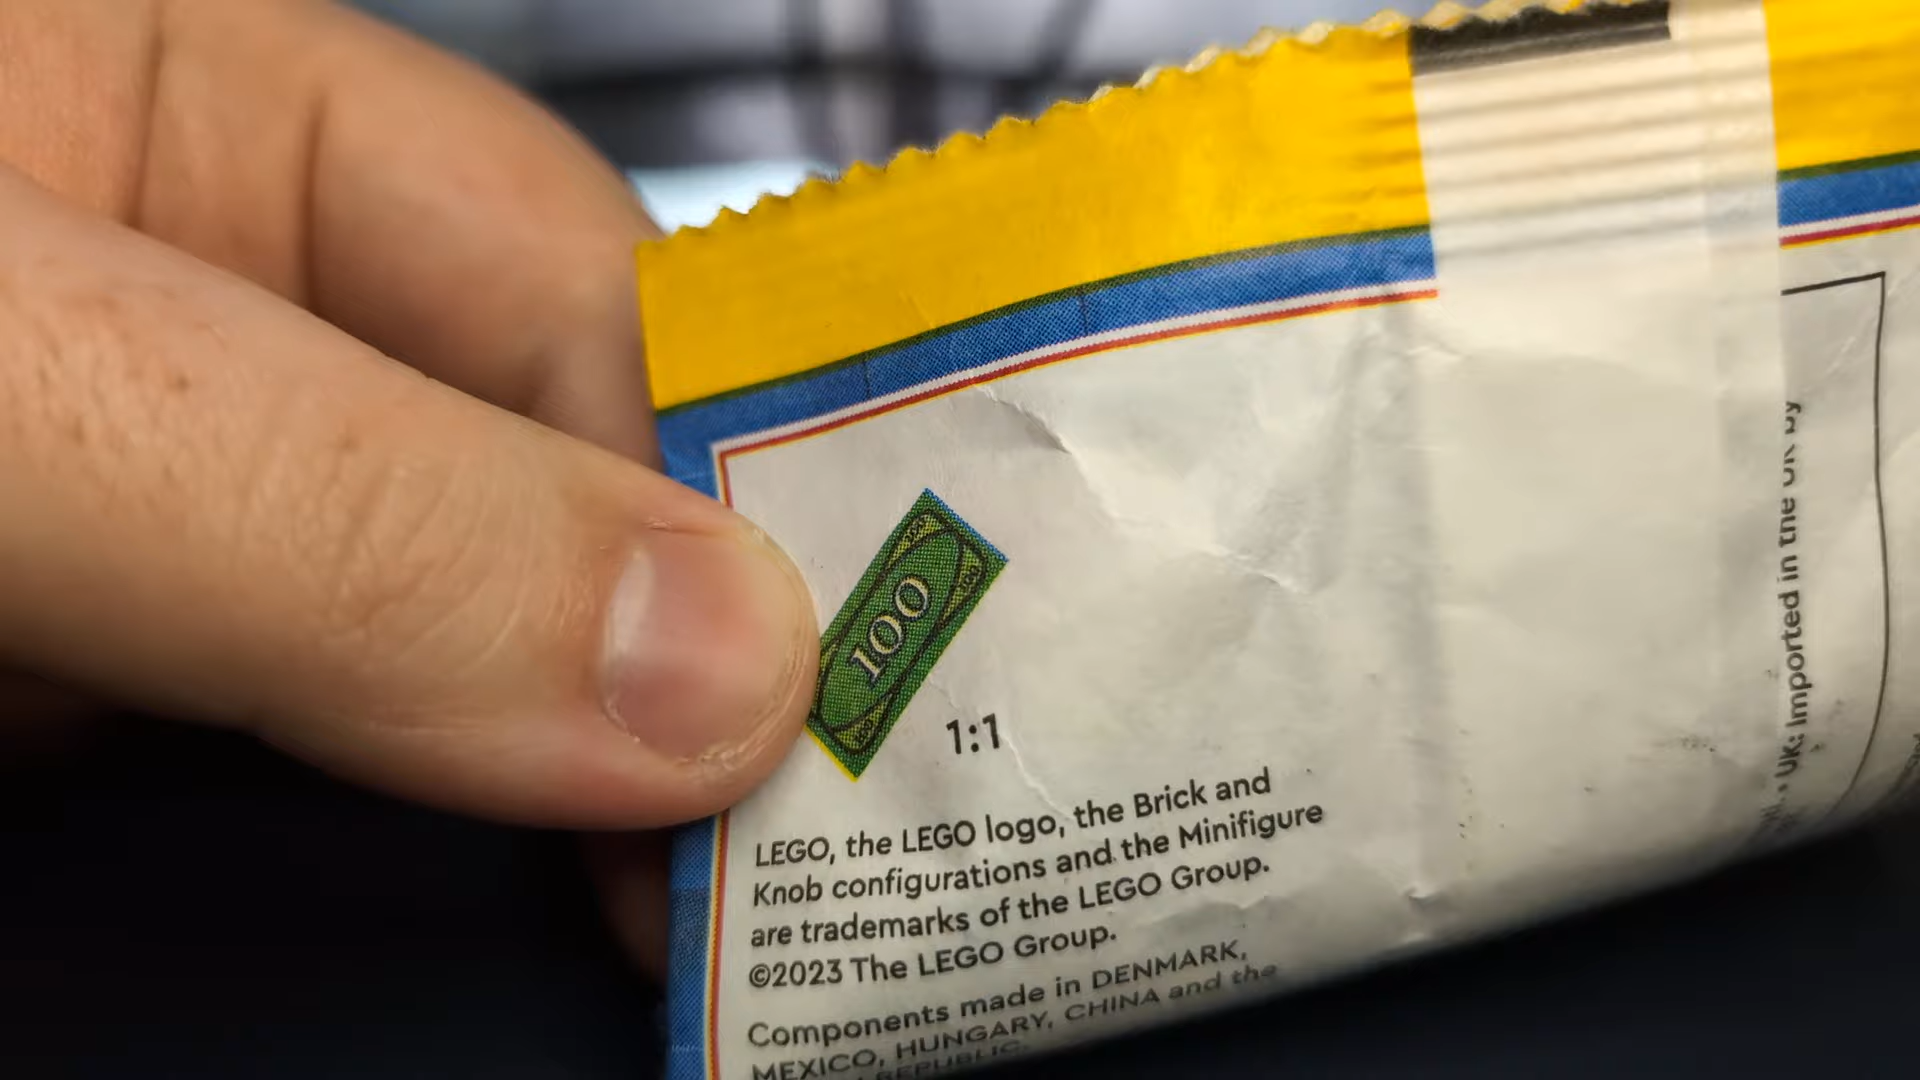 100
1:1
LEGO, the LEGO logo, the Brick and
Knob configurations and the Minifigure
are trademarks of the LEGO Group.
©2023 The LEGO Group.
Components made in DENMARK,
MEXICO, HUNGARY, CHINA and the
REPUBLIC.
UK: Imported in the UK by